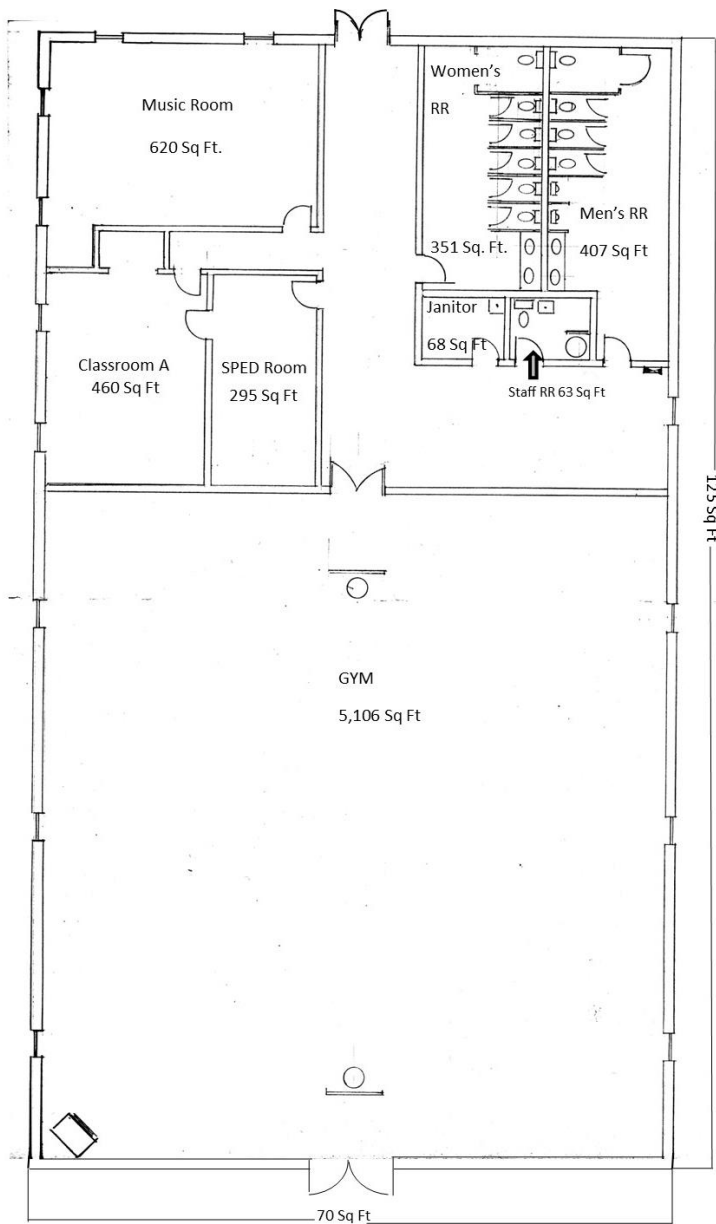 Women's
Music Room
RR
620 Sq Ft.
Men's RR
351 Sq. Ft.
407 Sq Ft
Janitor
68 Sq Ft
Classroom A
460 Sq Ft
SPED Room
295 Sq Ft
Staff RR 63 Sq Ft
125 Sq Ft
GYM
5,106 Sq Ft
70 Sq Ft